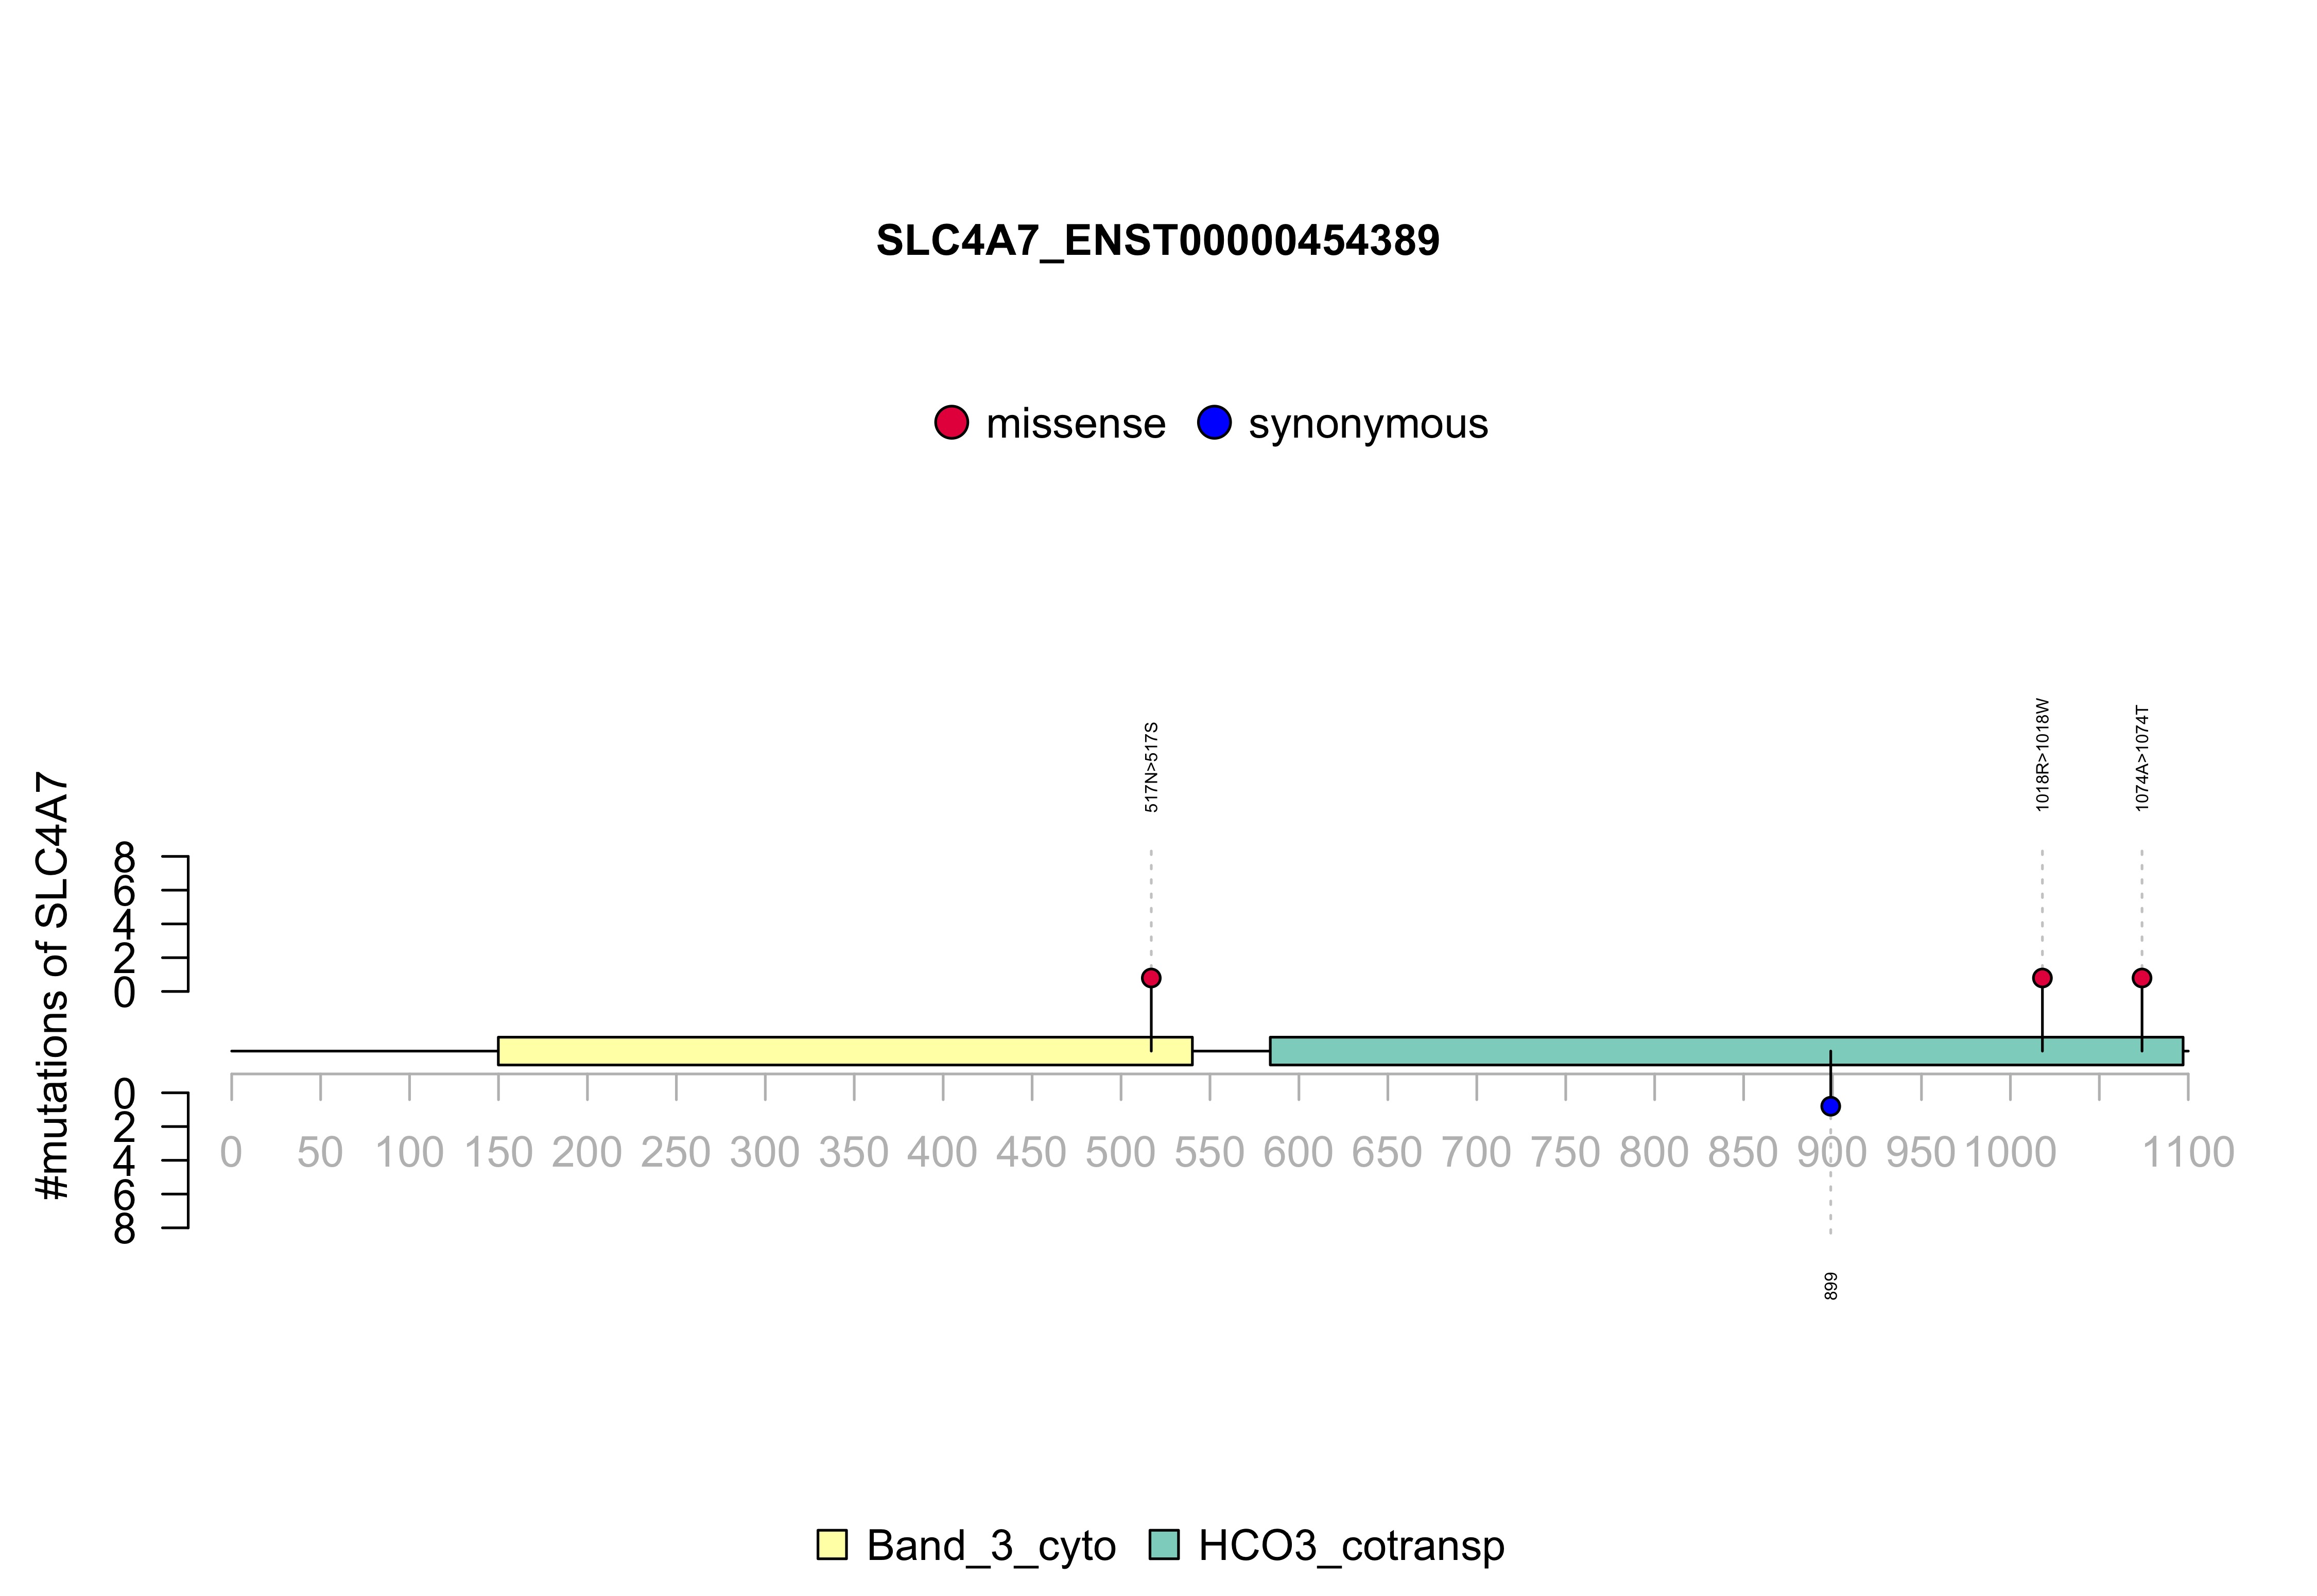 SLC4A7_ENST00000454389
missense synonymous
517N>517S
1018R>1018W
1074A>1074T
#mutations of SLC4A7
8
6
4
2
0
0
2
4
6
8
0 50 100 150 200 250 300 350 400 450 500 550 600 650 700 750 800 850 900 950 1000 1100
899
Band_3_cyto HCO3_cotransp